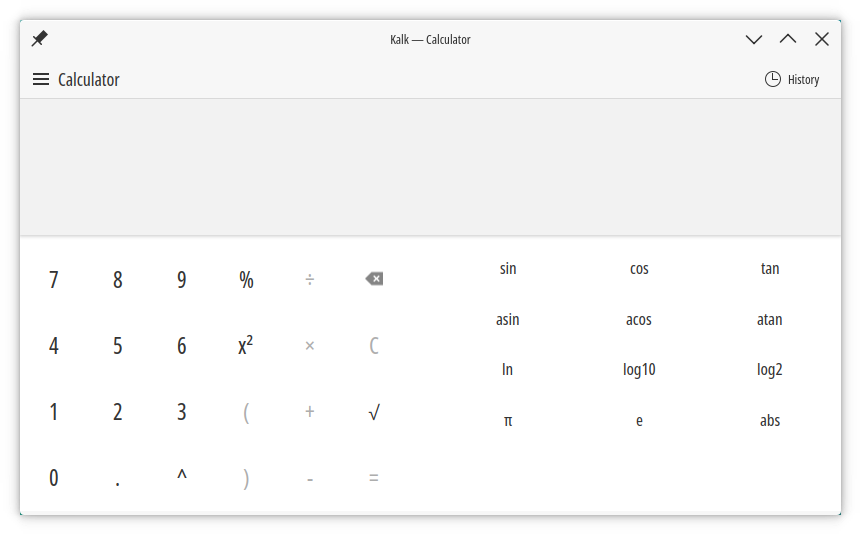 Kalk — Calculator
Calculator
History
7 8 9 % ÷
4 5 6 x² × C
1 2 3 ( + √
0 . ^ ) - =
sin cos tan
asin acos atan
ln log10 log2
π e abs